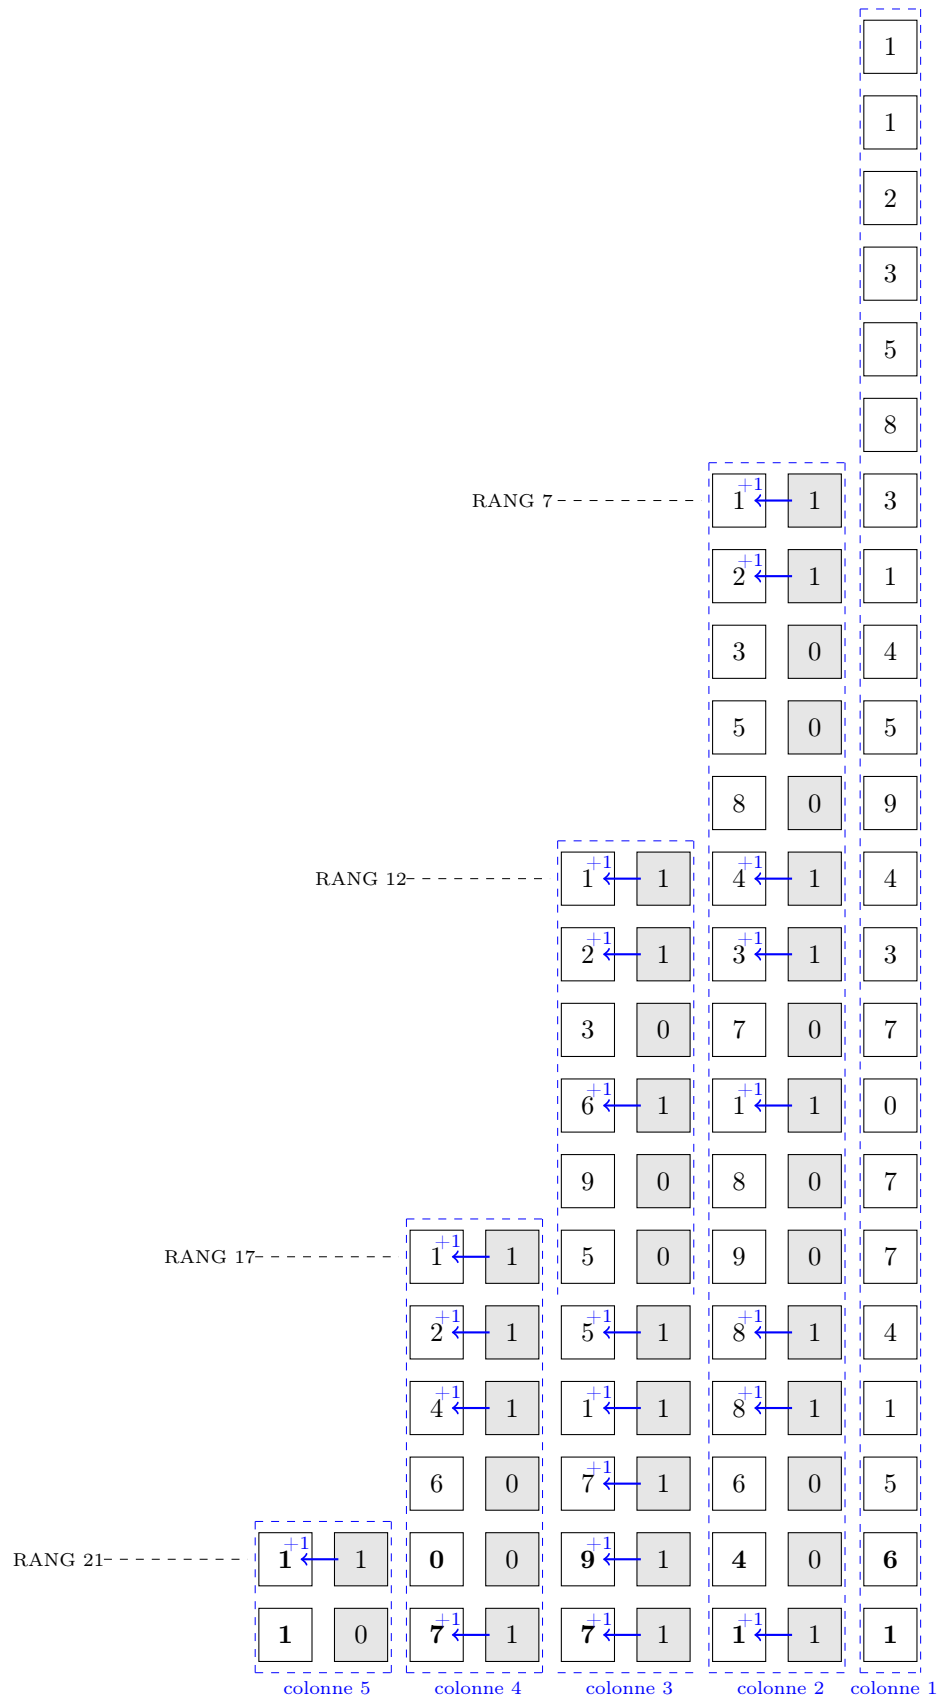 1
1
2
3
5
8
RANG 7 1 +1 1 3
2 +1 1 1
3 0 4
5 0 5
8 0 9
RANG 12 1 +1 1 4 +1 1 4
2 +1 1 3 +1 1 3
3 0 7 0 7
6 +1 1 1 +1 1 0
9 0 8 0 7
RANG 17 1 +1 1 5 0 9 0 7
2 +1 1 5 +1 1 8 +1 1 4
4 +1 1 1 +1 1 8 +1 1 1
6 0 7 +1 1 6 0 5
RANG 21 1 +1 1 0 0 9 +1 1 4 0 6
1 0 7 +1 1 7 +1 1 1 +1 1 1
colonne 5 colonne 4 colonne 3 colonne 2 colonne 1